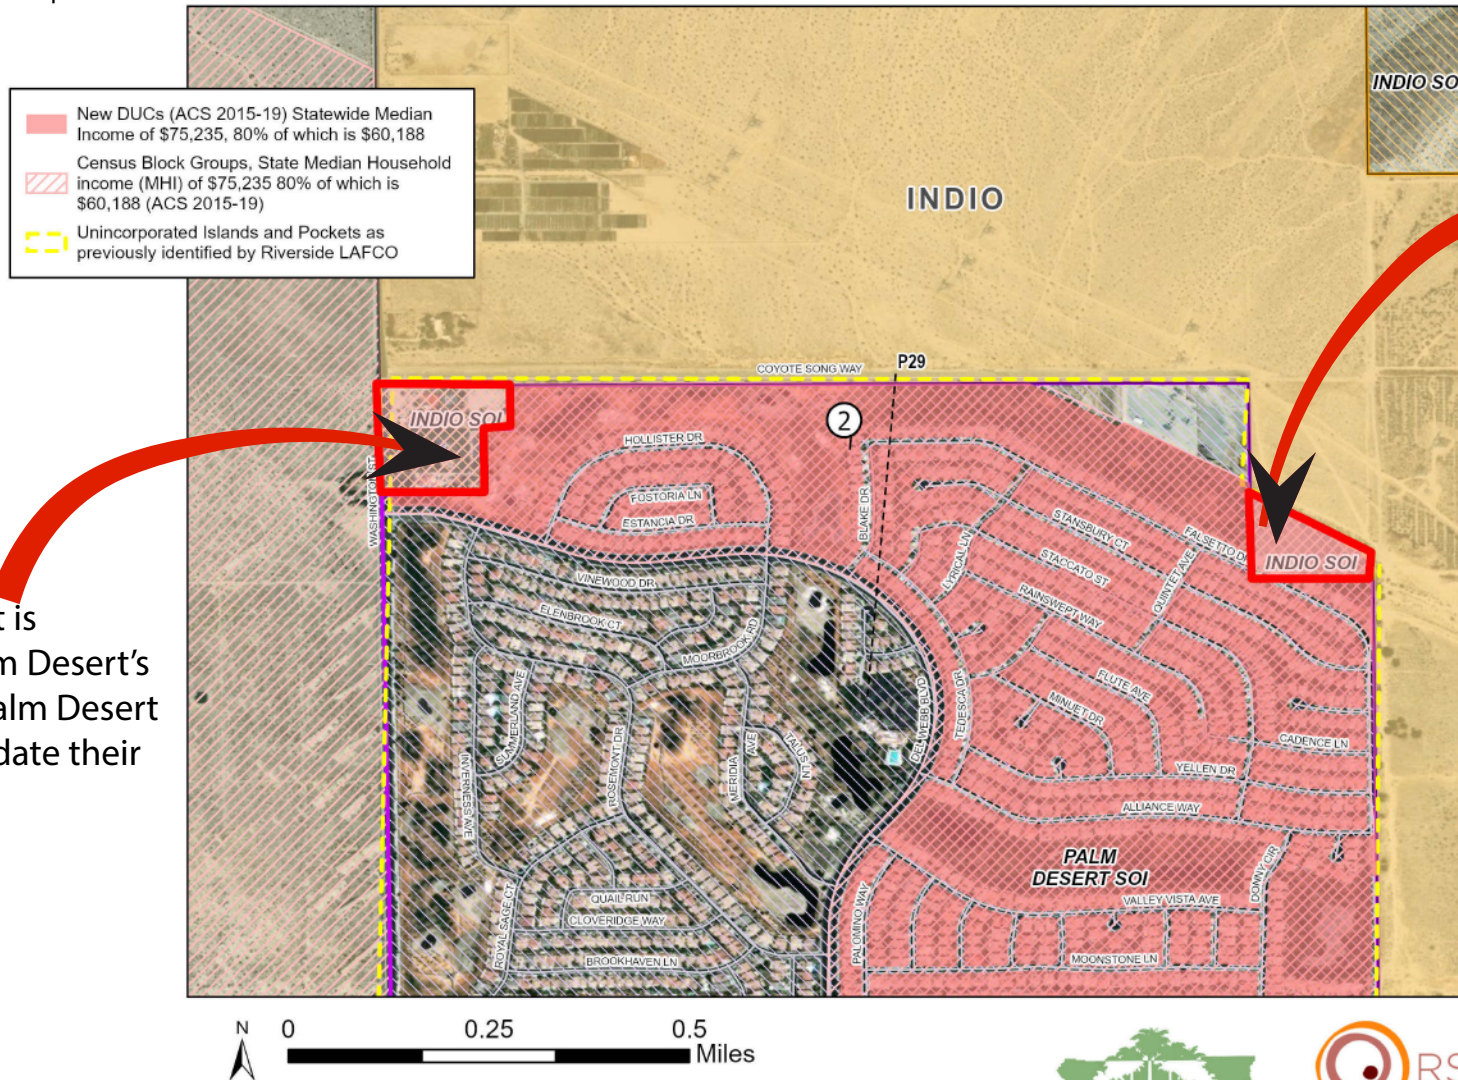 New DUCs (ACS 2015-19) Statewide Median
Income of $75,235, 80% of which is $60,188
Census Block Groups, State Median Household
income (MHI) of $75,235 80% of which is
$60,188 (ACS 2015-19)
Unincorporated Islands and Pockets as
previously identified by Riverside LAFCO
INDIO SO
INDIO
COYOTE SONG WAY
P29
INDIO SOI
2
HOLLISTER DR
FOSTORIA LN
ESTANCIA DR
WASHINGTON ST
BLAKE DR
STANSBURY CT
FALSETTO D
STACCATO ST
LYRICAL LN
QUINTET AVE
INDIO SOI
VINEWOOD DR
ELENBROOK CT
RAINSWEPT WAY
MOORBROOK RD
FLUTE AVE
MINUET DR
SUMMERLAND AVE
ROSEMONT DR
MERIDIA AVE
TALUS LN
DEL WEBB BLVD
TEDESCA DR
CADENCE LN
YELLEN DR
INVERNESS AVE
ALLIANCE WAY
PALM
DESERT SOI
DONNY CIR
VALLEY VISTA AVE
ROYAL SAGE CT
QUAIL RUN
CLOVERIDGE WAY
PALOMINO WAY
BROOKHAVEN LN
MOONSTONE LN
t is
m Desert's
alm Desert
date their
N
0 0.25 0.5
Miles
RS